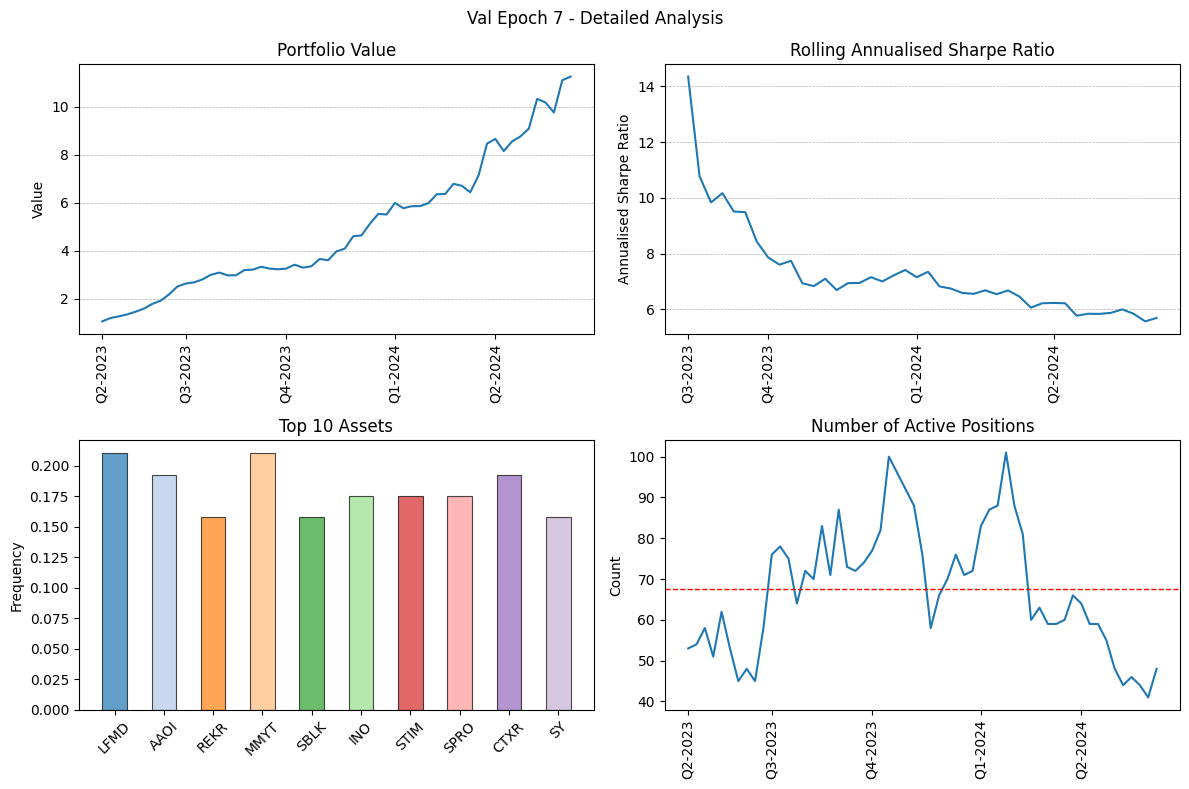 Val Epoch 7 - Detailed Analysis
Portfolio Value
Value
10
8
6
4
2
Q2-2023
Q3-2023
Q4-2023
Q1-2024
Q2-2024
Rolling Annualised Sharpe Ratio
Annualised Sharpe Ratio
14
12
10
8
6
Q3-2023
Q4-2023
Q1-2024
Q2-2024
Top 10 Assets
Frequency
0.200
0.175
0.150
0.125
0.100
0.075
0.050
0.025
0.000
LFMD
AAOI
REKR
MMYT
SBLK
INO
STIM
SPRO
CTXR
SY
Number of Active Positions
Count
100
90
80
70
60
50
40
Q2-2023
Q3-2023
Q4-2023
Q1-2024
Q2-2024